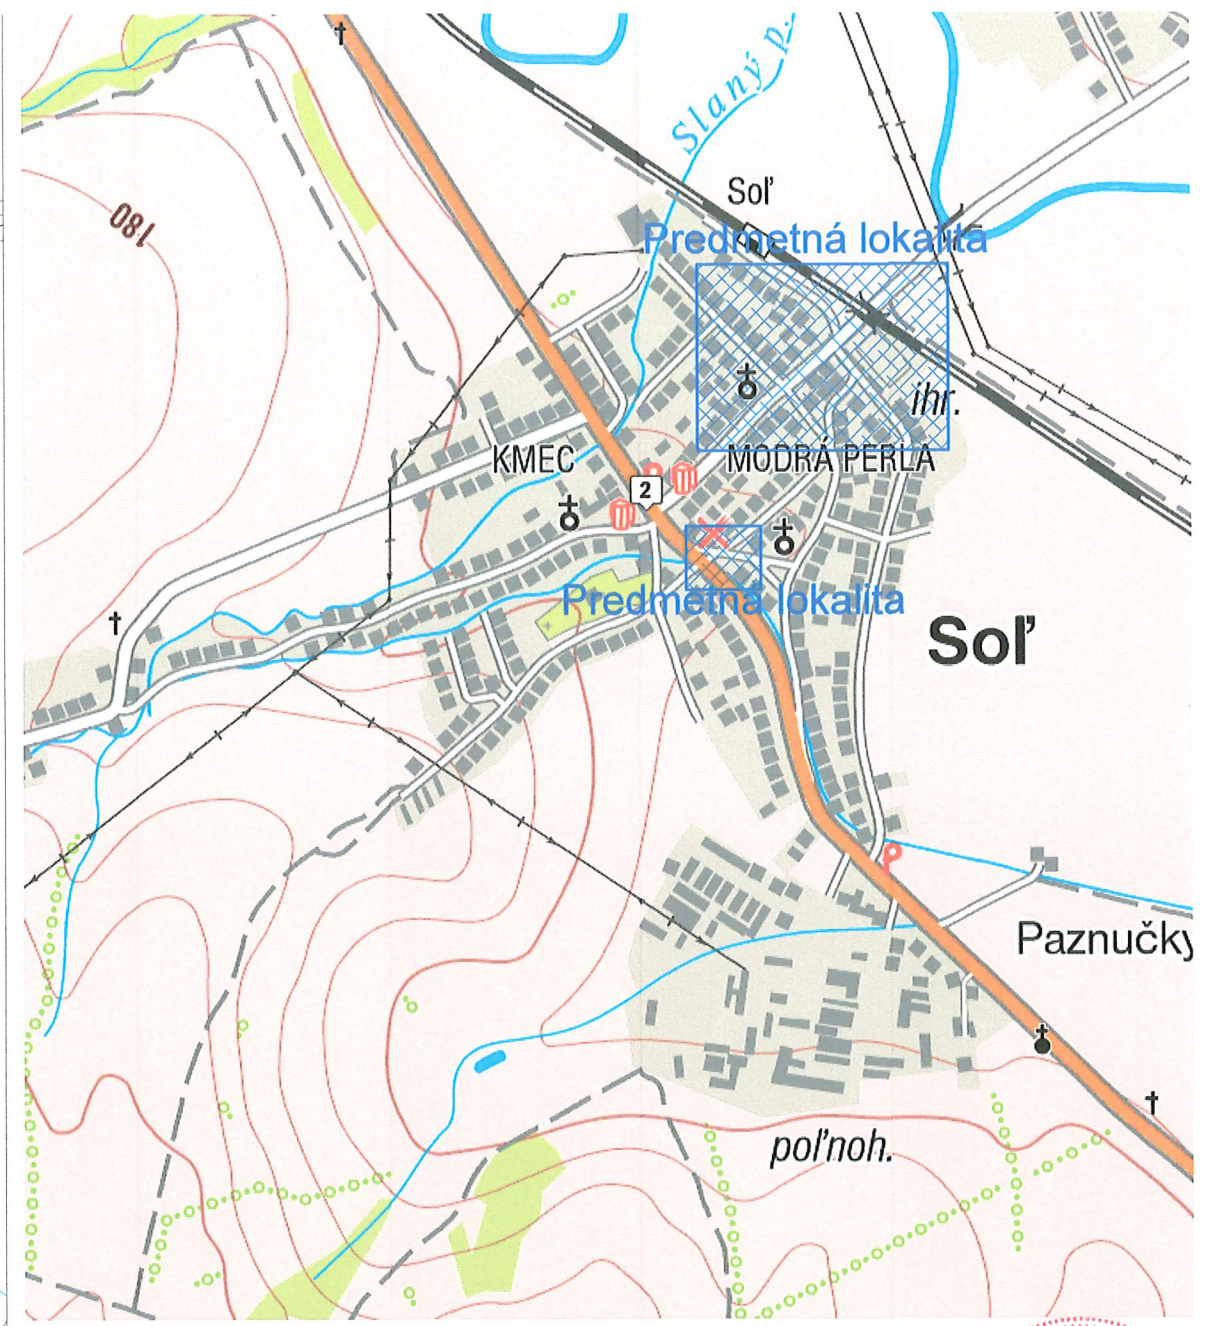 Slaný p.
Soľ
180
Predmetná lokalita
ihr.
KMEC
MODRÁ PERLA
2
Predmetná lokalita
Soľ
Paznučky
poľnoh.